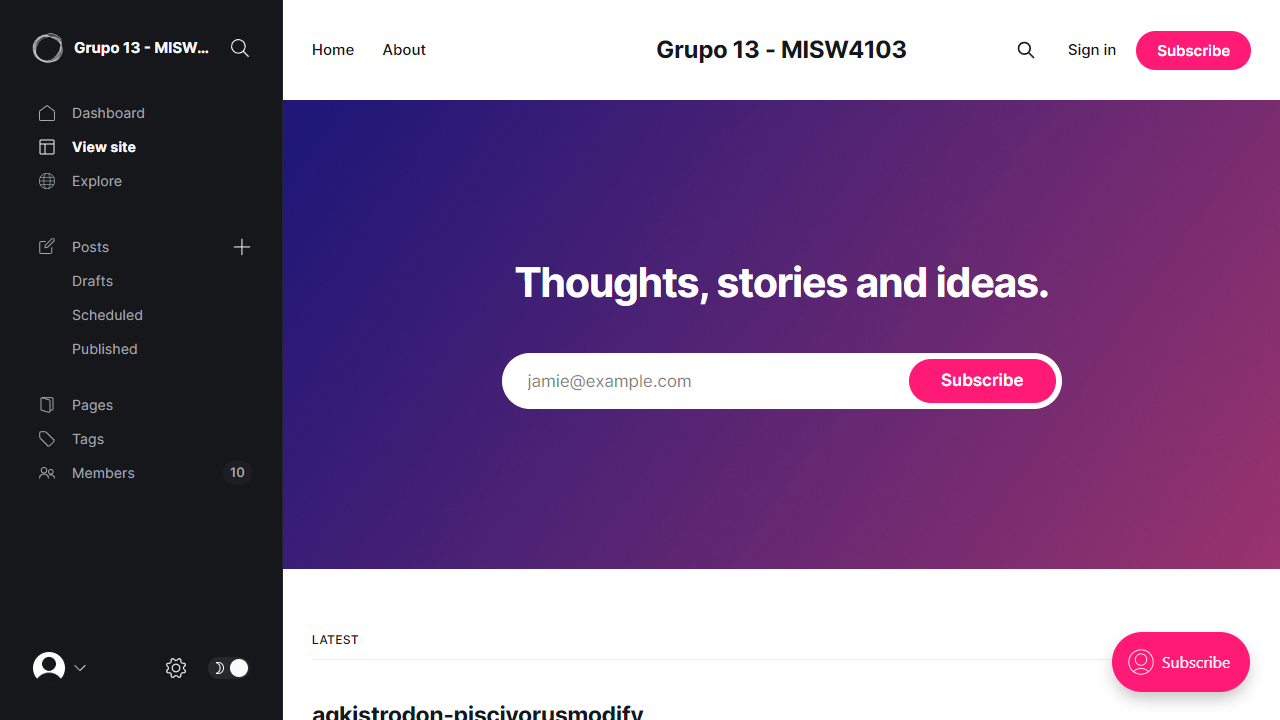 Grupo 13 - MISW...
Dashboard
View site
Explore
Posts
Drafts
Scheduled
Published
Pages
Tags
Members 10
Home About Grupo 13 - MISW4103 Sign in Subscribe
Thoughts, stories and ideas.
jamie@example.com Subscribe
LATEST
Subscribe
agkistrodon-piscivorusmodify